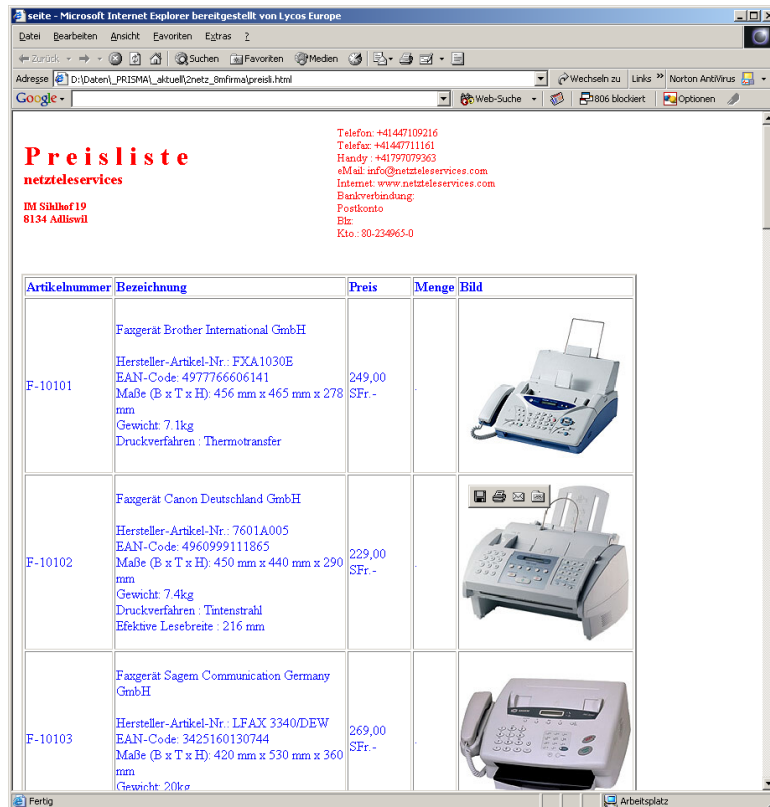 seite - Microsoft Internet Explorer bereitgestellt von Lycos Europe
Datei Bearbeiten Ansicht Favoriten Extras ?
Zurück Suchen Favoriten Medien
Adresse D:\Daten\_PRISMA\_aktuell\2netz_8mfirma\preisli.html Wechseln zu Links » Norton AntiVirus
Google Web-Suche 806 blockiert Optionen
Preisliste
netzteleservices
IM Sihlhof 19
8134 Adliswil
Telefon: +41447109216
Telefax: +41447711161
Handy : +41797079363
eMail: info@netzteleservices.com
Internet: www.netzteleservices.com
Bankverbindung:
Postkonto
Blz:
Kto.: 80-234965-0
Artikelnummer Bezeichnung Preis Menge Bild
F-10101
Faxgerät Brother International GmbH
Hersteller-Artikel-Nr.: FXA1030E
EAN-Code: 4977766606141
Maße (B x T x H): 456 mm x 465 mm x 278
mm
Gewicht: 7.1kg
Druckverfahren : Thermotransfer
249,00
SFr.-
.
F-10102
Faxgerät Canon Deutschland GmbH
Hersteller-Artikel-Nr.: 7601A005
EAN-Code: 4960999111865
Maße (B x T x H): 450 mm x 440 mm x 290
mm
Gewicht: 7.4kg
Druckverfahren : Tintenstrahl
Efektive Lesebreite : 216 mm
229,00
SFr.-
.
F-10103
Faxgerät Sagem Communication Germany
GmbH
Hersteller-Artikel-Nr.: LFAX 3340/DEW
EAN-Code: 3425160130744
Maße (B x T x H): 420 mm x 530 mm x 360
mm
Gewicht: 20kg
269,00
SFr.-
.
Fertig Arbeitsplatz